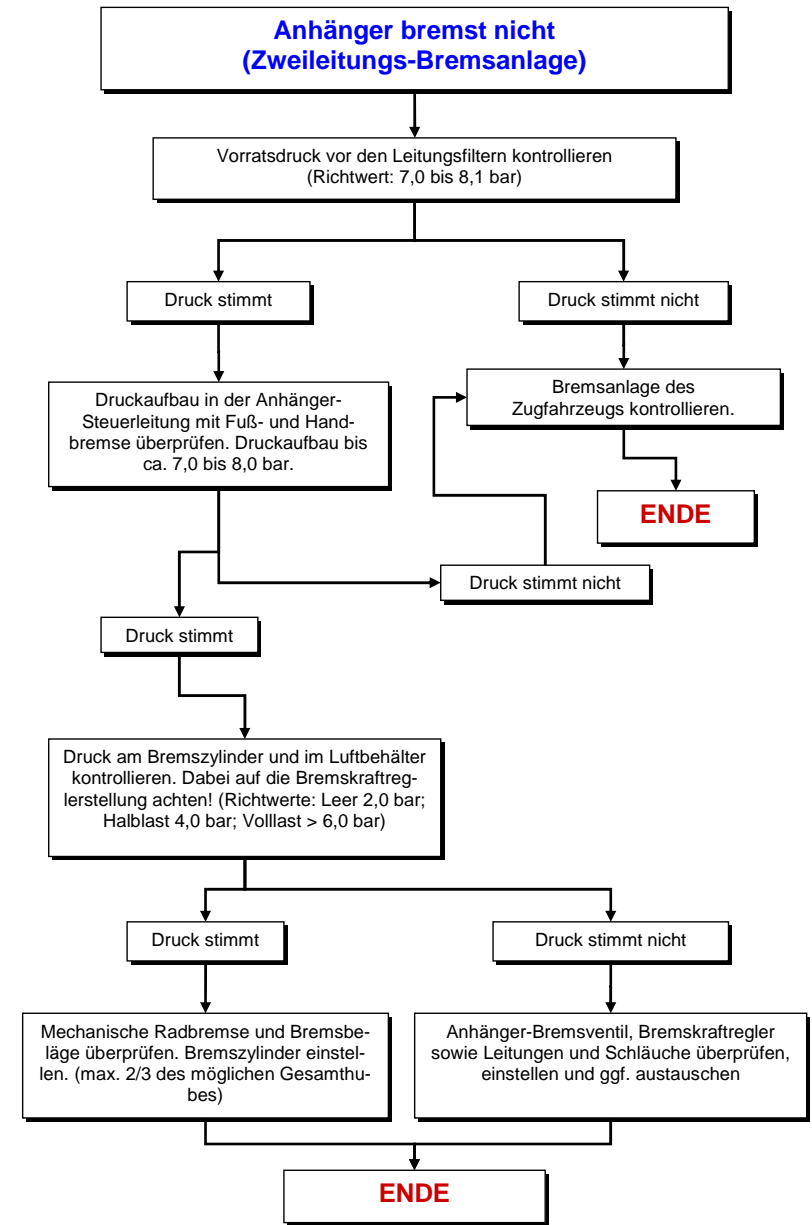 Anhänger bremst nicht
(Zweileitungs-Bremsanlage)
Vorratsdruck vor den Leitungsfiltern kontrollieren
(Richtwert: 7,0 bis 8,1 bar)
Druck stimmt
Druck stimmt nicht
Druckaufbau in der Anhänger-
Steuerleitung mit Fuß- und Hand-
bremse überprüfen. Druckaufbau bis
ca. 7,0 bis 8,0 bar.
Bremsanlage des
Zugfahrzeugs kontrollieren.
ENDE
Druck stimmt nicht
Druck stimmt
Druck am Bremszylinder und im Luftbehälter
kontrollieren. Dabei auf die Bremskraftreg-
lerstellung achten! (Richtwerte: Leer 2,0 bar;
Halblast 4,0 bar; Volllast > 6,0 bar)
Druck stimmt
Druck stimmt nicht
Mechanische Radbremse und Bremsbe-
läge überprüfen. Bremszylinder einstel-
len. (max. 2/3 des möglichen Gesamthu-
bes)
Anhänger-Bremsventil, Bremskraftregler
sowie Leitungen und Schläuche überprüfen,
einstellen und ggf. austauschen
ENDE